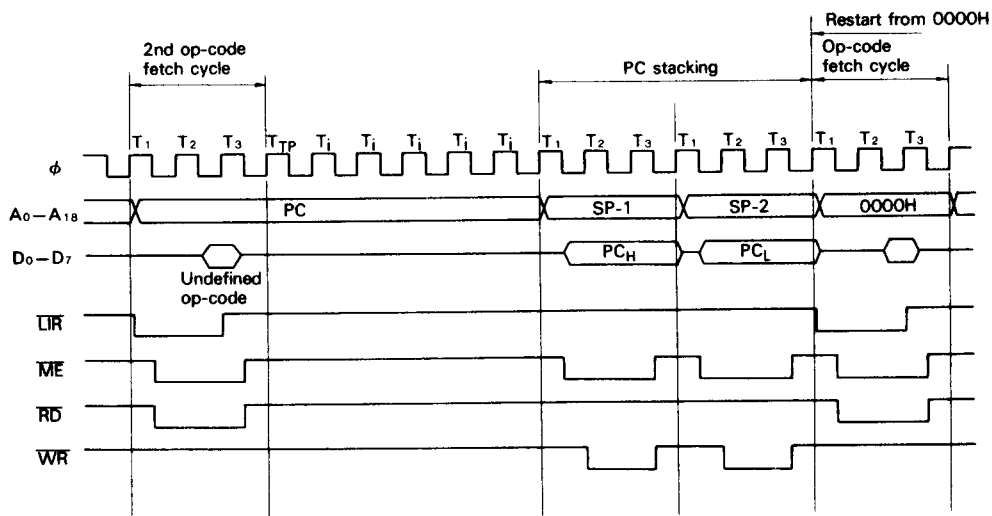 Restart from 0000H
2nd op-code
fetch cycle
PC stacking
Op-code
fetch cycle
T1 T2 T3 TTP Ti Ti Ti Ti Ti T1 T2 T3 T1 T2 T3 T1 T2 T3
φ
A0–A18 PC SP-1 SP-2 0000H
D0–D7 PCH PCL
Undefined
op-code
LIR
ME
RD
WR